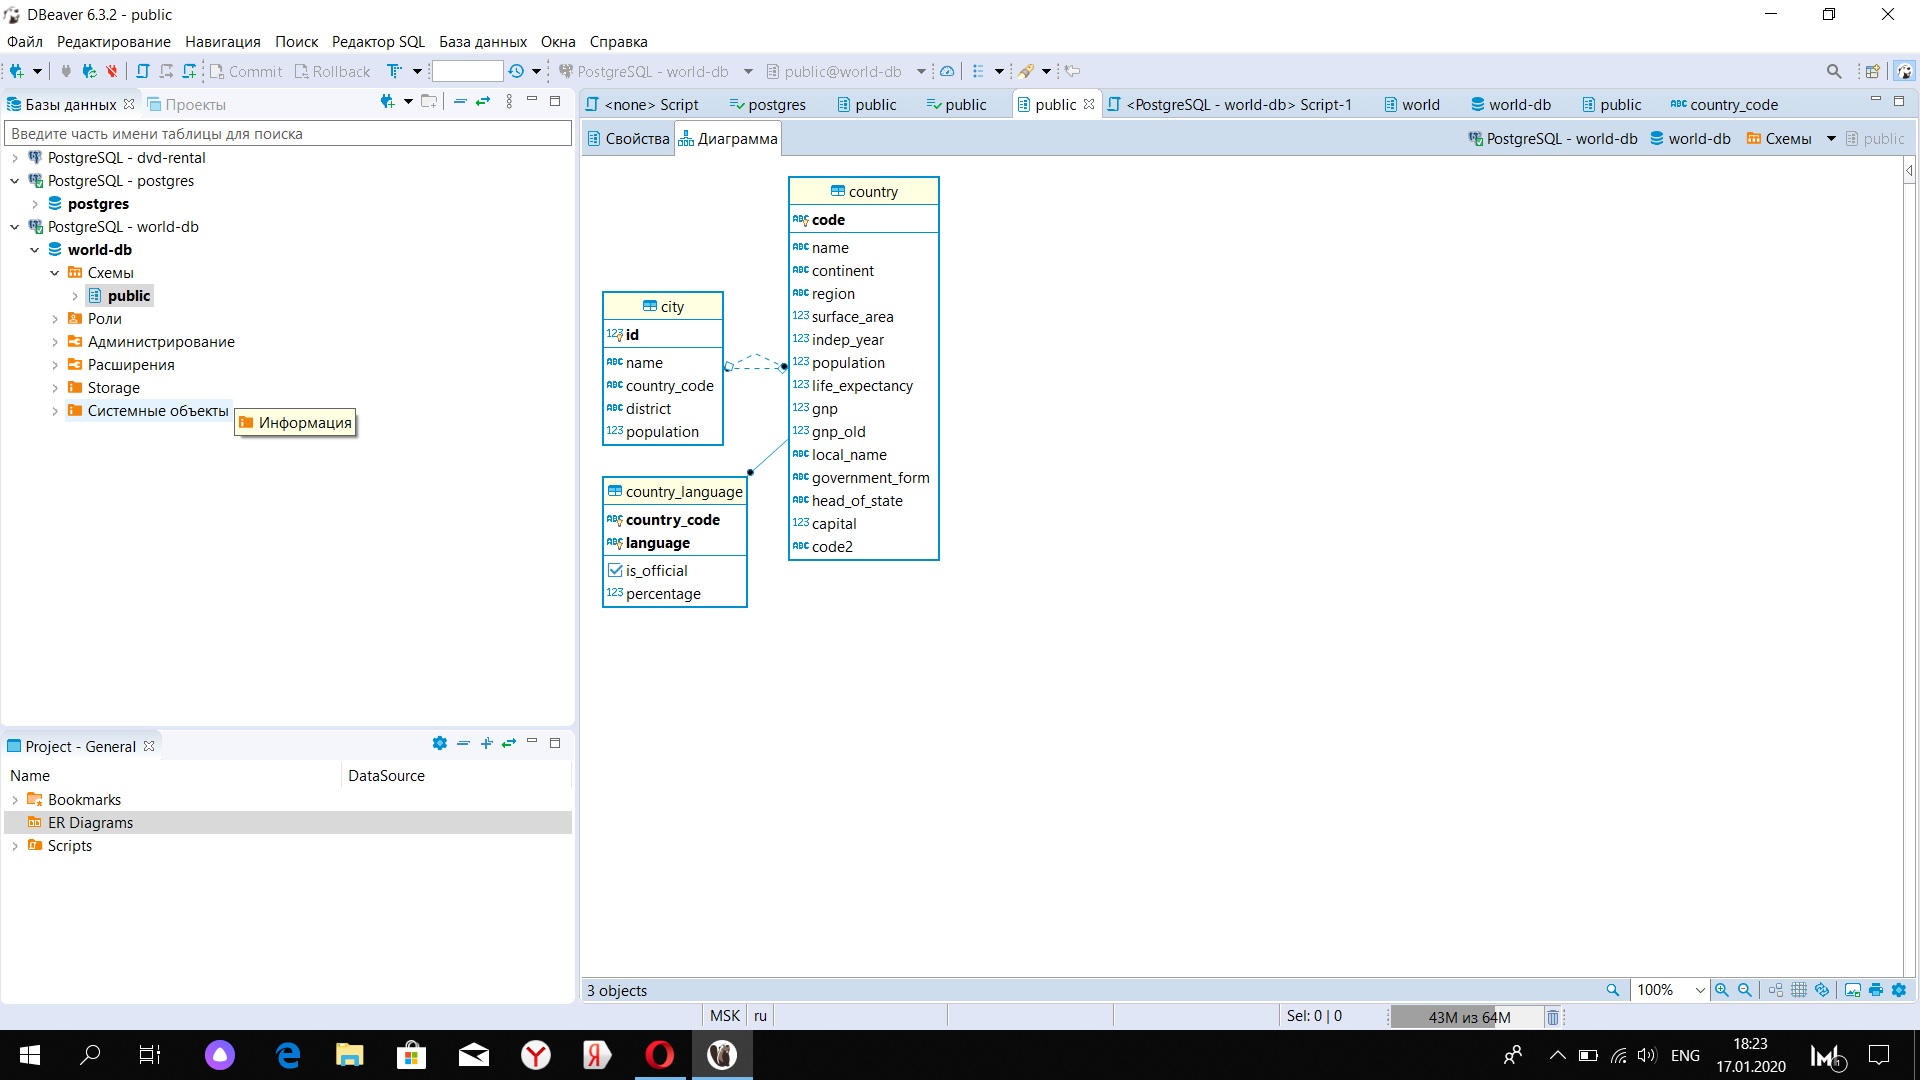 DBeaver 6.3.2 - public
Файл Редактирование Навигация Поиск Редактор SQL База данных Окна Справка
Commit Rollback PostgreSQL - world-db public@world-db
Базы данных Проекты
<none> Script postgres public public public <PostgreSQL - world-db> Script-1 world world-db public country_code
Введите часть имени таблицы для поиска
Свойства Диаграмма PostgreSQL - world-db world-db Схемы public
PostgreSQL - dvd-rental
PostgreSQL - postgres
postgres
PostgreSQL - world-db
world-db
Схемы
public
Роли
Администрирование
Расширения
Storage
Системные объекты
Информация
country
code
name
continent
region
surface_area
indep_year
population
life_expectancy
gnp
gnp_old
local_name
government_form
head_of_state
capital
code2
city
id
name
country_code
district
population
country_language
country_code
language
is_official
percentage
Project - General
Name DataSource
Bookmarks
ER Diagrams
Scripts
3 objects 100%
MSK ru Sel: 0 | 0 43M из 64M
ENG 18:23
17.01.2020